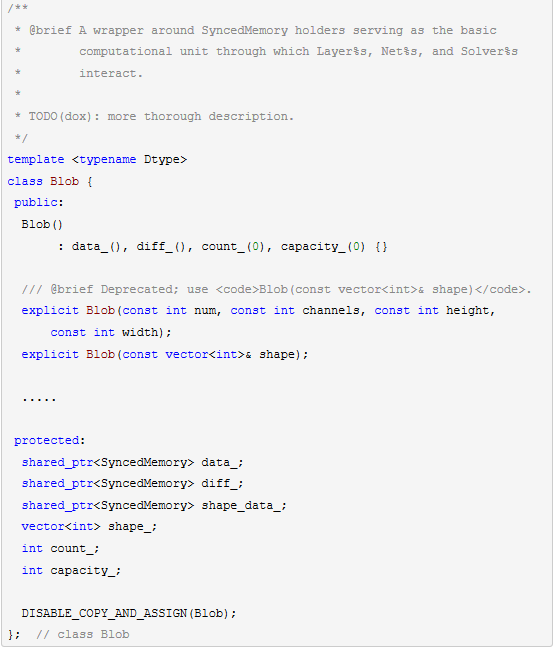 /**
 * @brief A wrapper around SyncedMemory holders serving as the basic
 *        computational unit through which Layer%s, Net%s, and Solver%s
 *        interact.
 *
 * TODO(dox): more thorough description.
 */
template <typename Dtype>
class Blob {
 public:
  Blob()
       : data_(), diff_(), count_(0), capacity_(0) {}

  /// @brief Deprecated; use <code>Blob(const vector<int>& shape)</code>.
  explicit Blob(const int num, const int channels, const int height,
      const int width);
  explicit Blob(const vector<int>& shape);

  .....

 protected:
  shared_ptr<SyncedMemory> data_;
  shared_ptr<SyncedMemory> diff_;
  shared_ptr<SyncedMemory> shape_data_;
  vector<int> shape_;
  int count_;
  int capacity_;

  DISABLE_COPY_AND_ASSIGN(Blob);
};  // class Blob